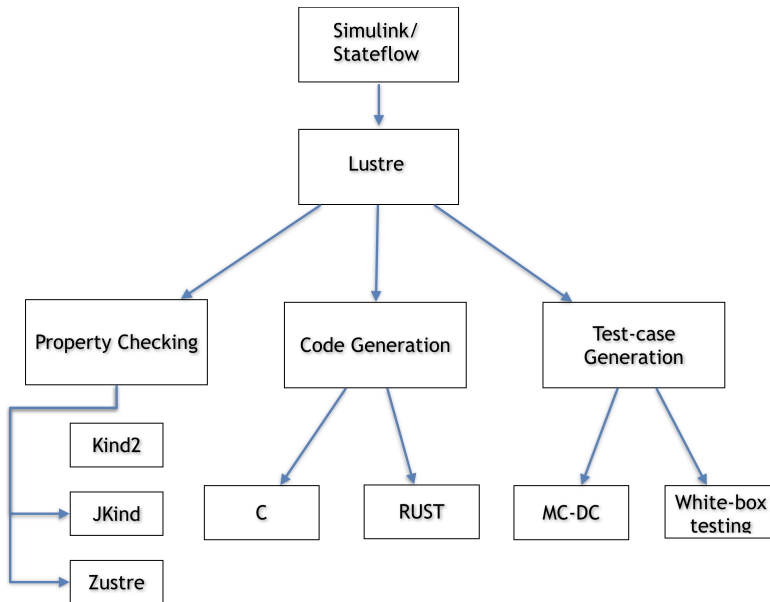 Simulink/
Stateflow
Lustre
Property Checking
Code Generation
Test-case
Generation
Kind2
JKind
Zustre
C
RUST
MC-DC
White-box
testing